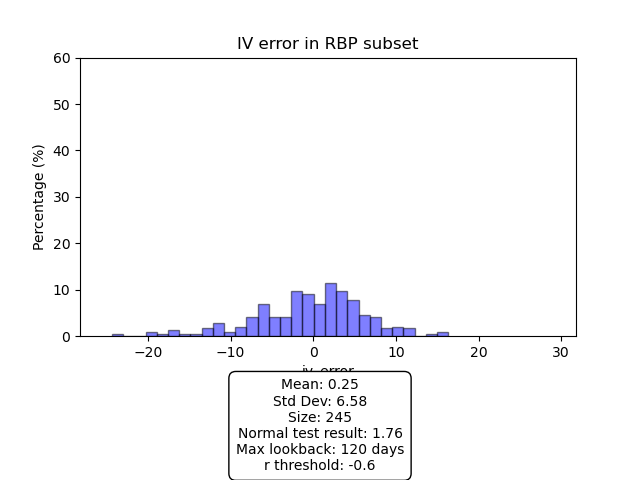 IV error in RBP subset
Percentage (%)
60
50
40
30
20
10
0
−20
−10
0
10
20
30
iv_error
Mean: 0.25
Std Dev: 6.58
Size: 245
Normal test result: 1.76
Max lookback: 120 days
r threshold: -0.6